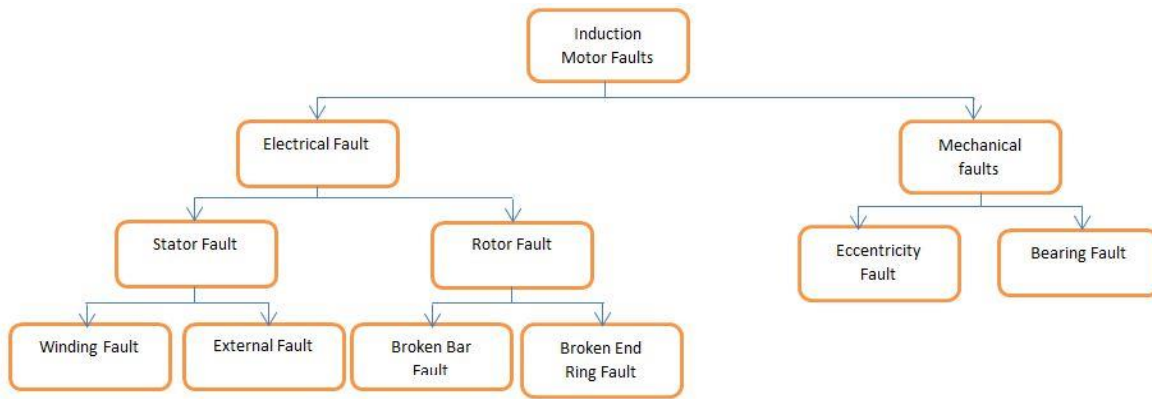 Induction
Motor Faults
Electrical Fault
Mechanical
faults
Stator Fault
Rotor Fault
Eccentricity
Fault
Bearing Fault
Winding Fault
External Fault
Broken Bar
Fault
Broken End
Ring Fault